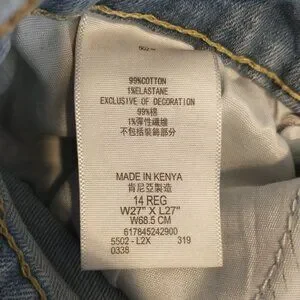 99%COTTON
1%ELASTANE
EXCLUSIVE OF DECORATION
99%棉
1%彈性纖維
不包括裝飾部分
MADE IN KENYA
肯尼亞製造
14 REG
W27" X L27"
W68.5 CM
617845242900
5502 - L2X 319
0338